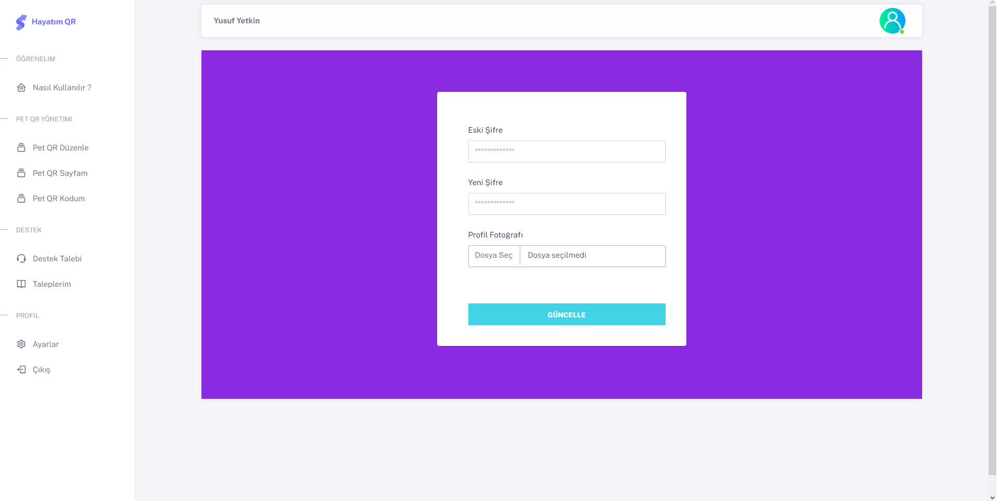 Hayatım QR
ÖĞRENELIM
Nasıl Kullanılır ?
PET QR YÖNETIMI
Pet QR Düzenle
Pet QR Sayfam
Pet QR Kodum
DESTEK
Destek Talebi
Taleplerim
PROFIL
Ayarlar
Çıkış
Yusuf Yetkin
Eski Şifre
*************
Yeni Şifre
*************
Profil Fotoğrafı
Dosya Seç Dosya seçilmedi
GÜNCELLE